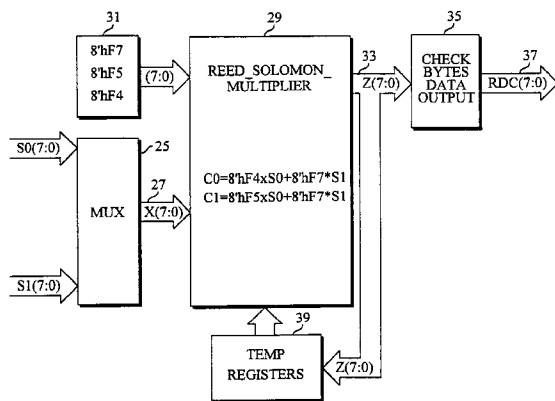 31
8'hF7
8'hF5
8'hF4
(7:0)
29
REED_SOLOMON_
MULTIPLIER
C0=8'hF4xS0+8'hF7*S1
C1=8'hF5xS0+8'hF7*S1
33
Z(7:0)
35
CHECK
BYTES
DATA
OUTPUT
37
RDC(7:0)
S0(7:0)
25
MUX
27
X(7:0)
S1(7:0)
39
TEMP
REGISTERS
Z(7:0)